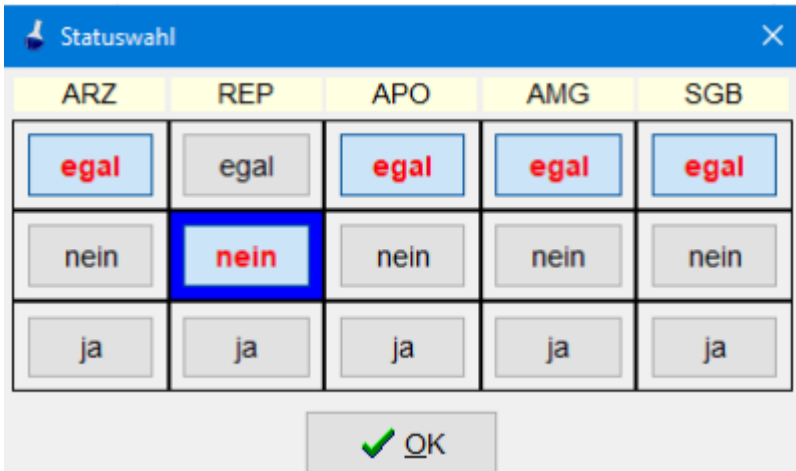 Statuswahl
ARZ REP APO AMG SGB
egal egal egal egal egal
nein nein nein nein nein
ja ja ja ja ja
OK